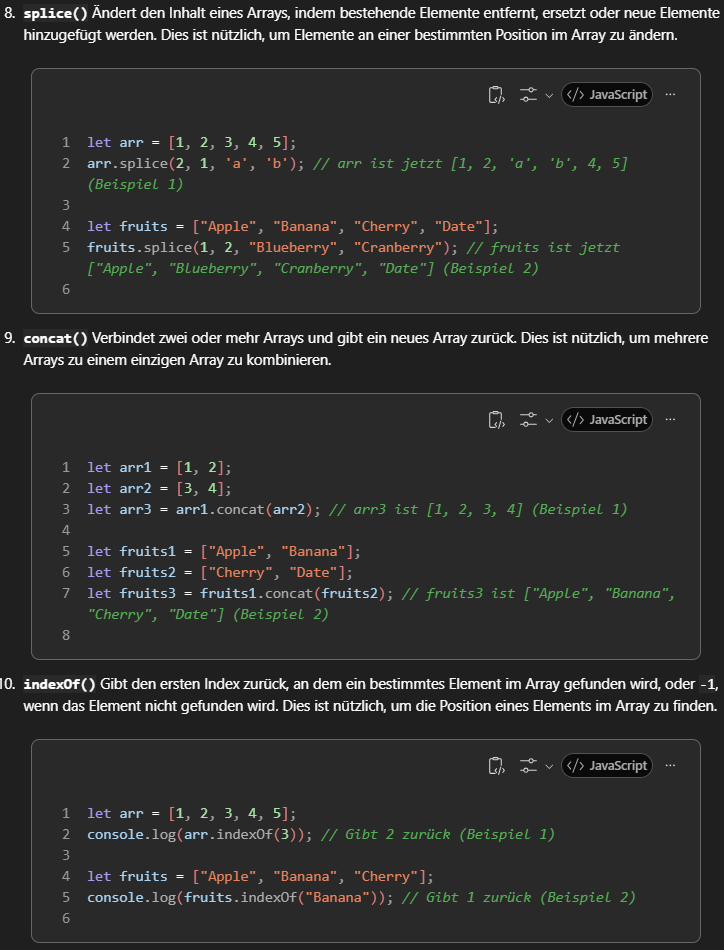 8. splice() Ändert den Inhalt eines Arrays, indem bestehende Elemente entfernt, ersetzt oder neue Elemente
hinzugefügt werden. Dies ist nützlich, um Elemente an einer bestimmten Position im Array zu ändern.
</> JavaScript ...
1 let arr = [1, 2, 3, 4, 5];
2 arr.splice(2, 1, 'a', 'b'); // arr ist jetzt [1, 2, 'a', 'b', 4, 5]
(Beispiel 1)
3
4 let fruits = ["Apple", "Banana", "Cherry", "Date"];
5 fruits.splice(1, 2, "Blueberry", "Cranberry"); // fruits ist jetzt
["Apple", "Blueberry", "Cranberry", "Date"] (Beispiel 2)
6
9. concat() Verbindet zwei oder mehr Arrays und gibt ein neues Array zurück. Dies ist nützlich, um mehrere
Arrays zu einem einzigen Array zu kombinieren.
</> JavaScript ...
1 let arr1 = [1, 2];
2 let arr2 = [3, 4];
3 let arr3 = arr1.concat(arr2); // arr3 ist [1, 2, 3, 4] (Beispiel 1)
4
5 let fruits1 = ["Apple", "Banana"];
6 let fruits2 = ["Cherry", "Date"];
7 let fruits3 = fruits1.concat(fruits2); // fruits3 ist ["Apple", "Banana",
"Cherry", "Date"] (Beispiel 2)
8
10. indexOf() Gibt den ersten Index zurück, an dem ein bestimmtes Element im Array gefunden wird, oder -1,
wenn das Element nicht gefunden wird. Dies ist nützlich, um die Position eines Elements im Array zu finden.
</> JavaScript ...
1 let arr = [1, 2, 3, 4, 5];
2 console.log(arr.indexOf(3)); // Gibt 2 zurück (Beispiel 1)
3
4 let fruits = ["Apple", "Banana", "Cherry"];
5 console.log(fruits.indexOf("Banana")); // Gibt 1 zurück (Beispiel 2)
6